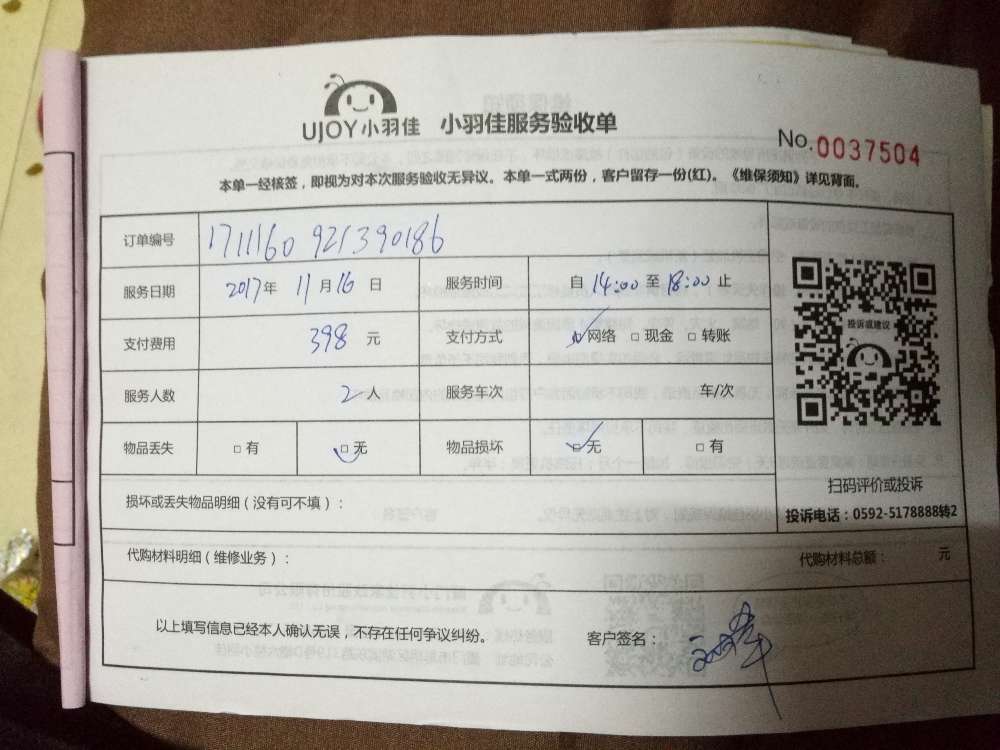 UJOY小羽佳 小羽佳服务验收单
No.0037504
本单一经核签，即视为对本次服务验收无异议。本单一式两份，客户留存一份(红)。《维保须知》详见背面。
订单编号 1711160 921390186
服务日期 2017年 11月16日 服务时间 自14:00至18:00止
支付费用 398 元 支付方式 ☑网络 □现金 □转账
服务人数 2人 服务车次 车/次
物品丢失 □有 ☑无 物品损坏 ☑无 □有
投诉或建议
扫码评价或投诉
投诉电话：0592-5178888转2
损坏或丢失物品明细（没有可不填）：
代购材料明细（维修业务）： 代购材料总额： 元
以上填写信息已经本人确认无误，不存在任何争议纠纷。 客户签名：